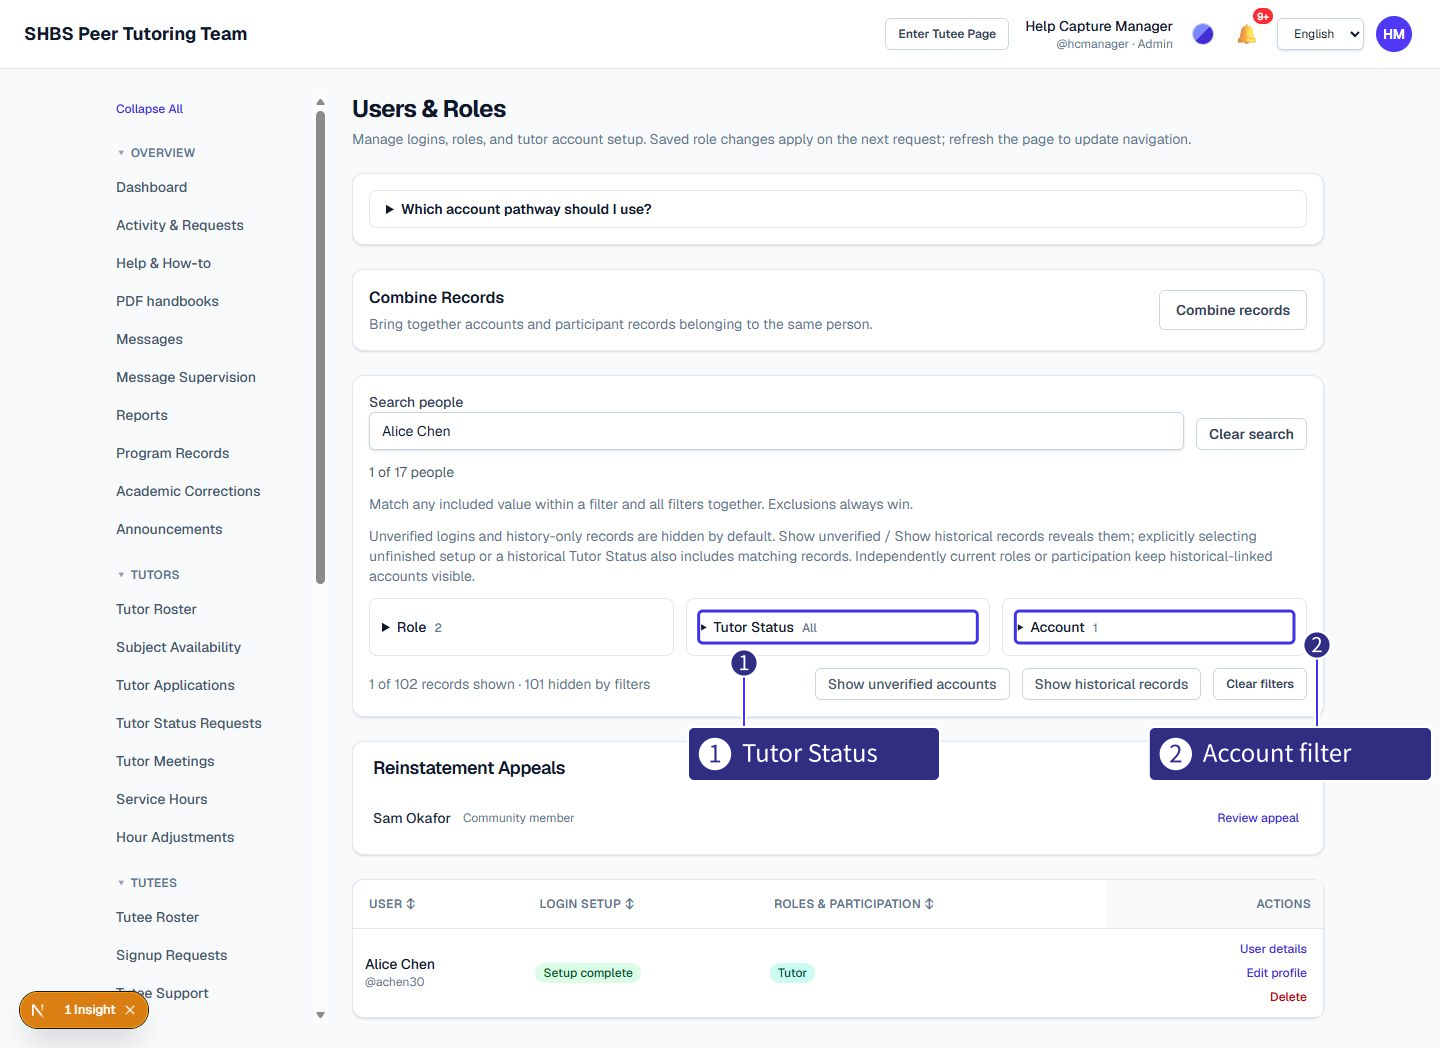 SHBS Peer Tutoring Team
Enter Tutee Page
Help Capture Manager
@hcmanager · Admin
9+
English
HM
Collapse All
OVERVIEW
Dashboard
Activity & Requests
Help & How-to
PDF handbooks
Messages
Message Supervision
Reports
Program Records
Academic Corrections
Announcements
TUTORS
Tutor Roster
Subject Availability
Tutor Applications
Tutor Status Requests
Tutor Meetings
Service Hours
Hour Adjustments
TUTEES
Tutee Roster
Signup Requests
Tutee Support
N 1 Insight ×
Users & Roles
Manage logins, roles, and tutor account setup. Saved role changes apply on the next request; refresh the page to update navigation.
Which account pathway should I use?
Combine Records
Bring together accounts and participant records belonging to the same person.
Combine records
Search people
Alice Chen
Clear search
1 of 17 people
Match any included value within a filter and all filters together. Exclusions always win.
Unverified logins and history-only records are hidden by default. Show unverified / Show historical records reveals them; explicitly selecting
unfinished setup or a historical Tutor Status also includes matching records. Independently current roles or participation keep historical-linked
accounts visible.
Role 2
Tutor Status All
Account 1
1
2
1 of 102 records shown · 101 hidden by filters
Show unverified accounts
Show historical records
Clear filters
1 Tutor Status
2 Account filter
Reinstatement Appeals
Sam Okafor Community member
Review appeal
USER
LOGIN SETUP
ROLES & PARTICIPATION
ACTIONS
Alice Chen
@achen30
Setup complete
Tutor
User details
Edit profile
Delete